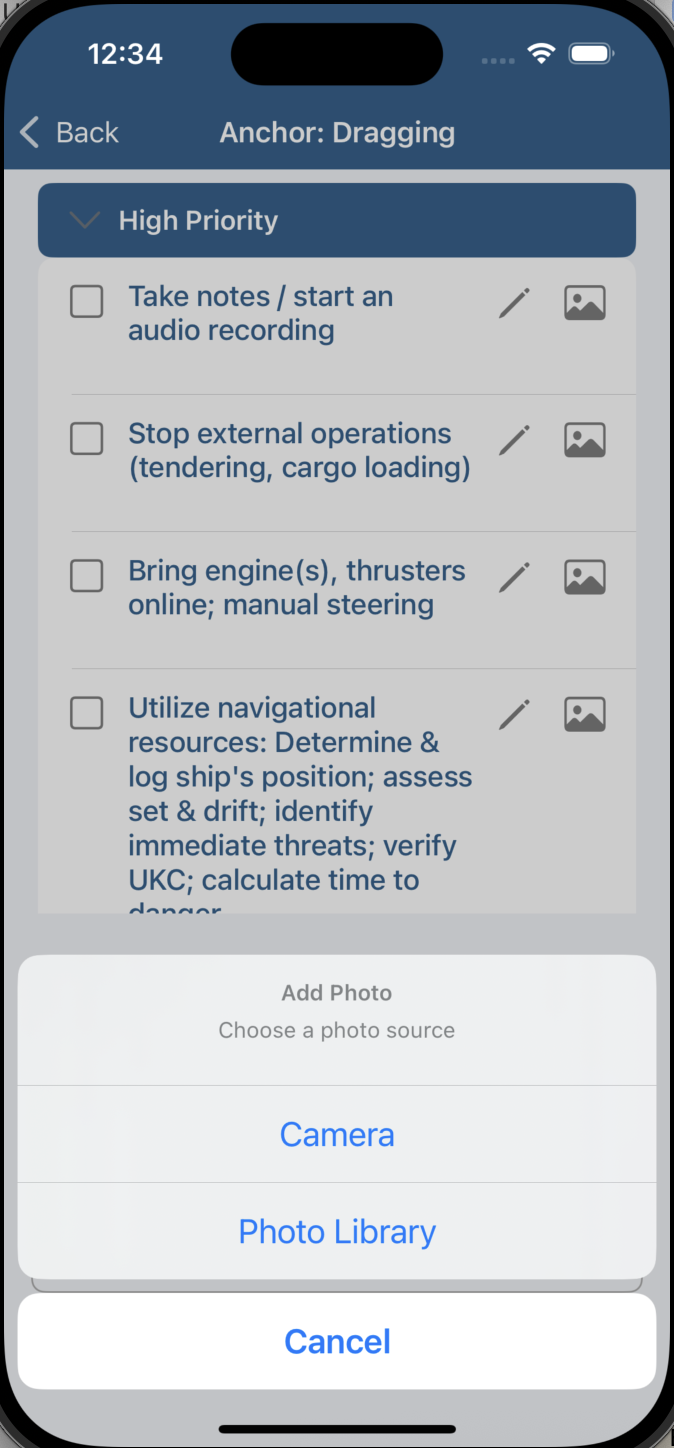 12:34
Back
Anchor: Dragging
High Priority
Take notes / start an
audio recording
Stop external operations
(tendering, cargo loading)
Bring engine(s), thrusters
online; manual steering
Utilize navigational
resources: Determine &
log ship's position; assess
set & drift; identify
immediate threats; verify
UKC; calculate time to
danger
Add Photo
Choose a photo source
Camera
Photo Library
Cancel